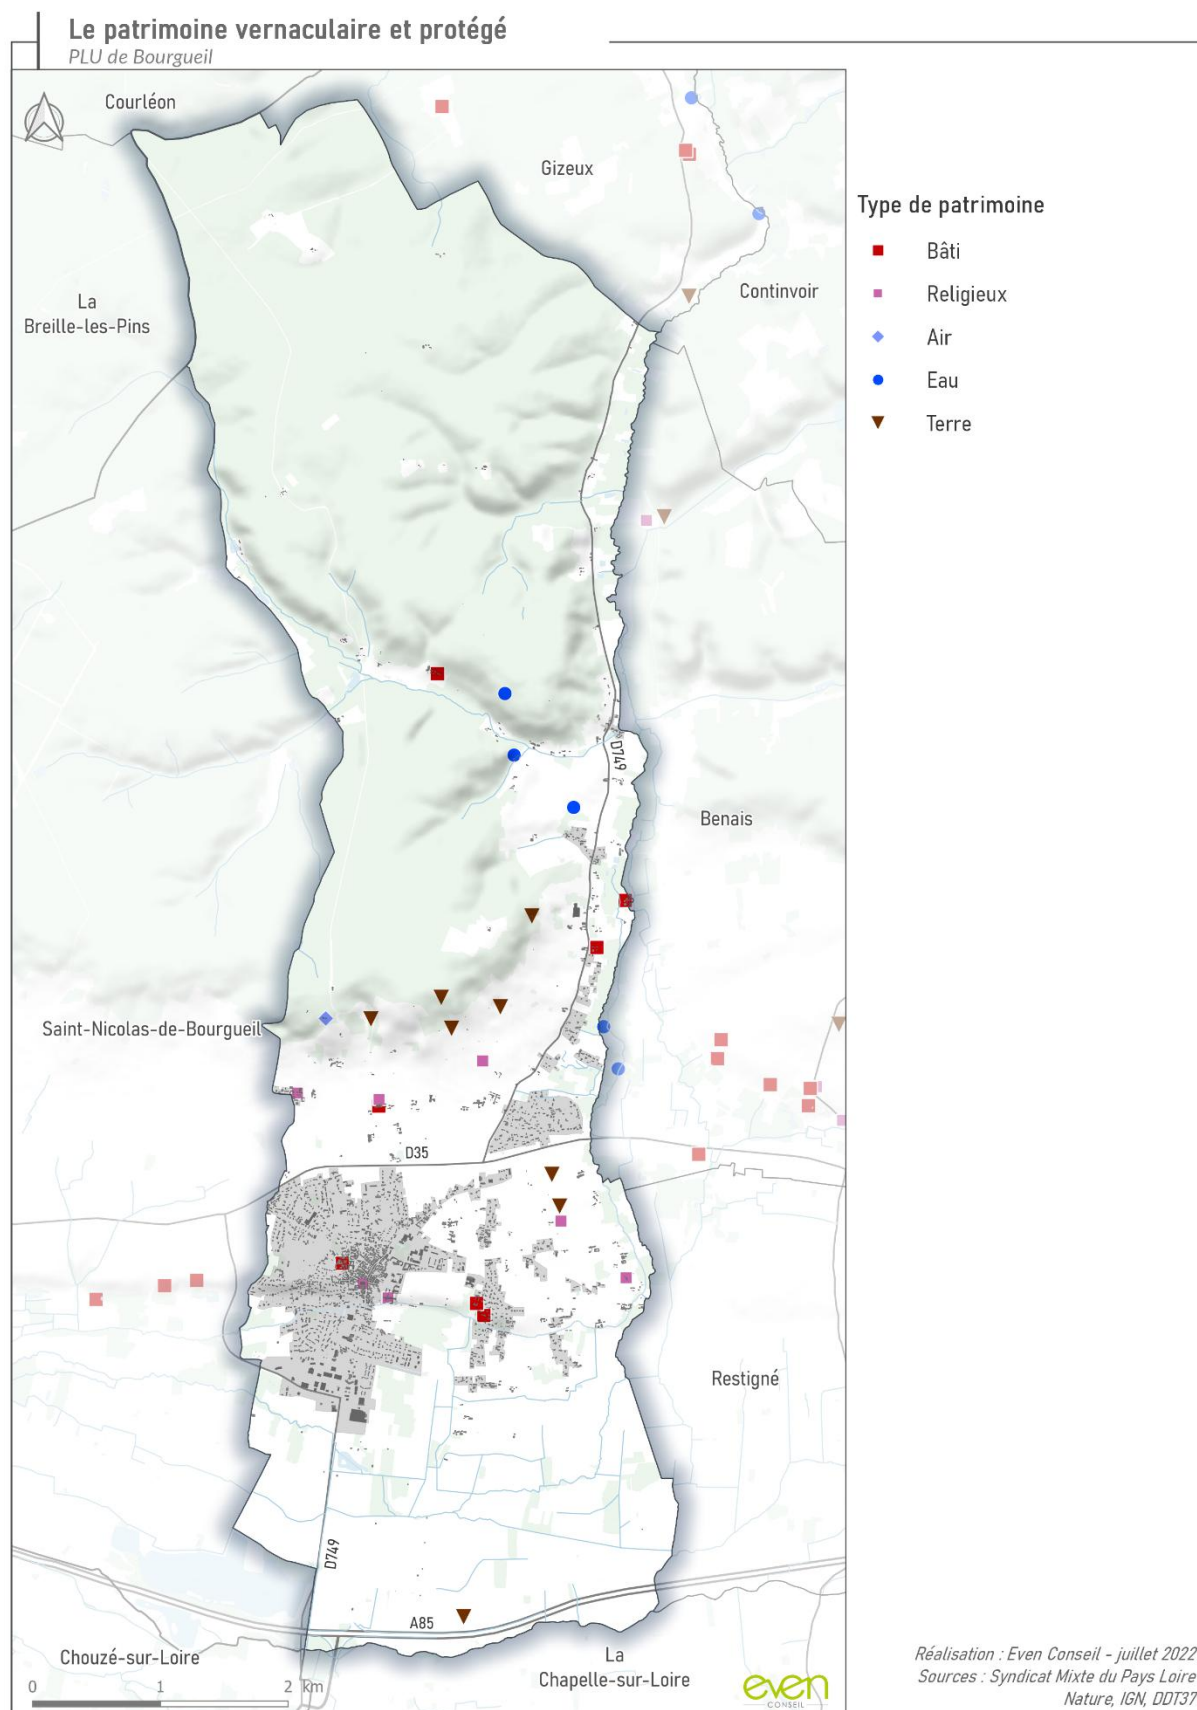 Le patrimoine vernaculaire et protégé
PLU de Bourgueil
Courléon
Gizeux
Type de patrimoine
Bâti
Religieux
Air
Eau
Terre
Continvoir
La
Breille-les-Pins
D749
Benais
Saint-Nicolas-de-Bourgueil
D35
Restigné
D749
A85
Chouzé-sur-Loire
La
Chapelle-sur-Loire
0 1 2 km
even
CONSEIL
Réalisation : Even Conseil - juillet 2022
Sources : Syndicat Mixte du Pays Loire
Nature, IGN, DDT37